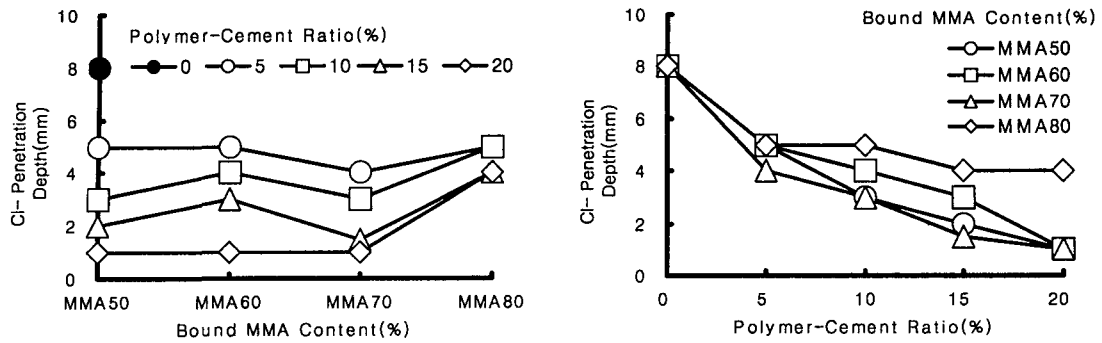 10
8
6
4
2
0
Cl- Penetration
Depth(mm)
Polymer-Cement Ratio(%)
0 5 10 15 20
MMA50 MMA60 MMA70 MMA80
Bound MMA Content(%)
10
8
6
4
2
0
Cl- Penetration
Depth(mm)
Bound MMA Content(%)
MMA50
MMA60
MMA70
MMA80
0 5 10 15 20
Polymer-Cement Ratio(%)